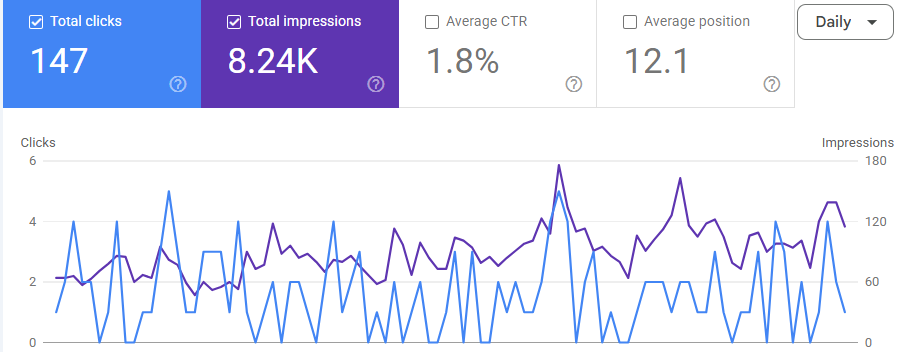 Total clicks
147
Total impressions
8.24K
Average CTR
1.8%
Average position
12.1
Daily
Clicks
Impressions
6
180
4
120
2
60
0
0